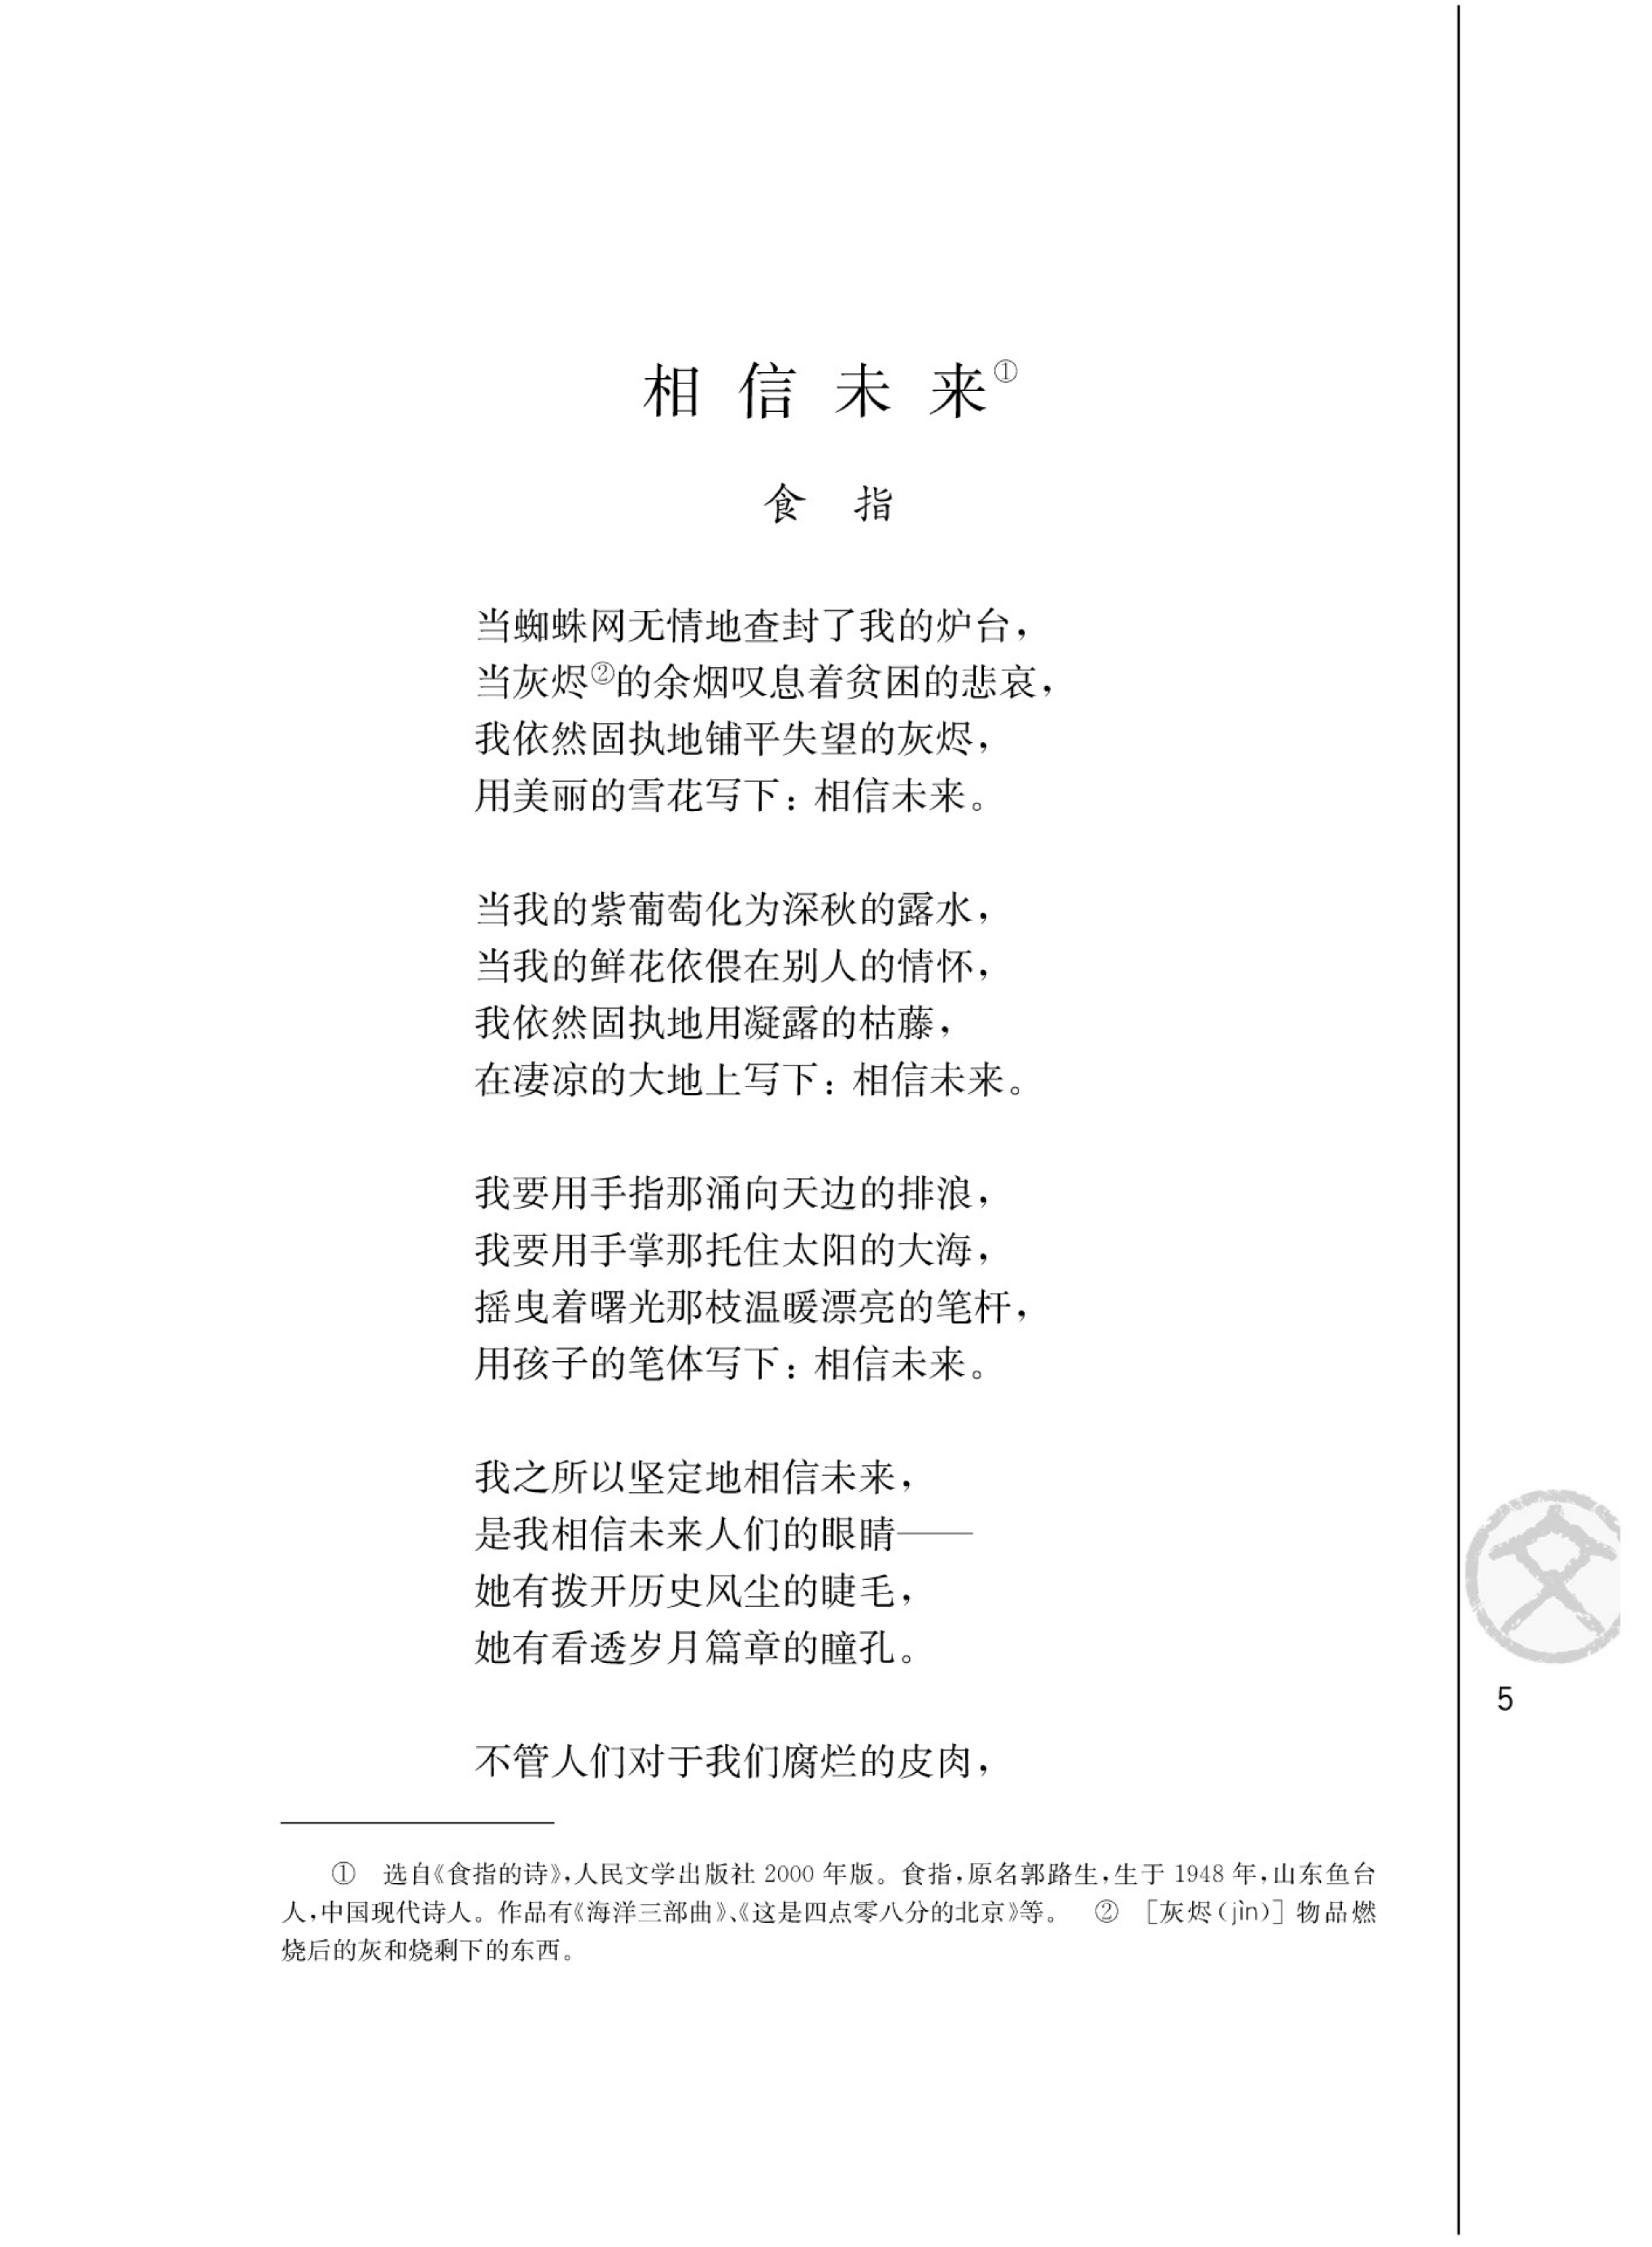 相信未来①
食 指
当蜘蛛网无情地查封了我的炉台，
当灰烬②的余烟叹息着贫困的悲哀，
我依然固执地铺平失望的灰烬，
用美丽的雪花写下：相信未来。
当我的紫葡萄化为深秋的露水，
当我的鲜花依偎在别人的情怀，
我依然固执地用凝露的枯藤，
在凄凉的大地上写下：相信未来。
我要用手指那涌向天边的排浪，
我要用手掌那托住太阳的大海，
摇曳着曙光那枝温暖漂亮的笔杆，
用孩子的笔体写下：相信未来。
我之所以坚定地相信未来，
是我相信未来人们的眼睛——
她有拨开历史风尘的睫毛，
她有看透岁月篇章的瞳孔。
不管人们对于我们腐烂的皮肉，
① 选自《食指的诗》，人民文学出版社 2000 年版。食指，原名郭路生，生于 1948 年，山东鱼台
人，中国现代诗人。作品有《海洋三部曲》、《这是四点零八分的北京》等。 ② ［灰烬（jìn）］物品燃
烧后的灰和烧剩下的东西。
文
5